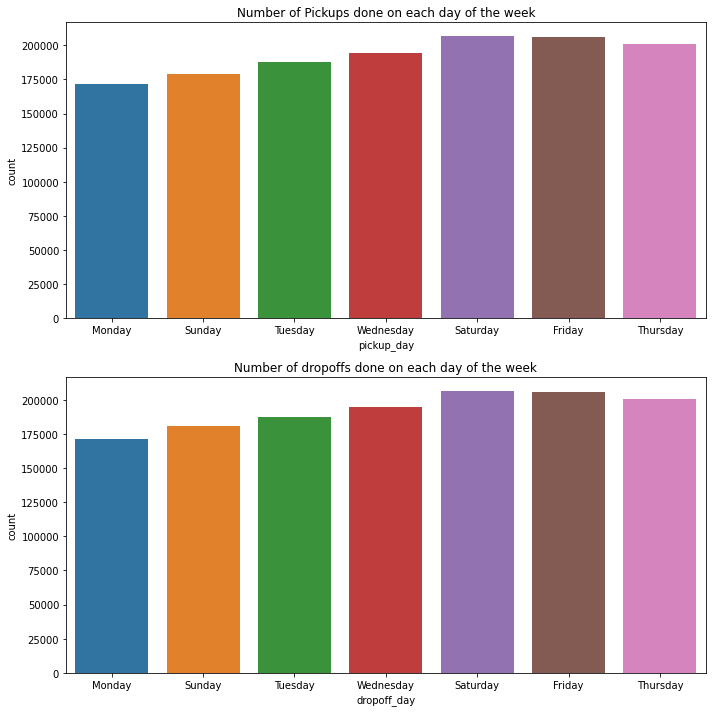 Number of Pickups done on each day of the week
200000
175000
150000
125000
100000
75000
50000
25000
0
count
Monday Sunday Tuesday Wednesday Saturday Friday Thursday
pickup_day
Number of dropoffs done on each day of the week
200000
175000
150000
125000
100000
75000
50000
25000
0
count
Monday Sunday Tuesday Wednesday Saturday Friday Thursday
dropoff_day